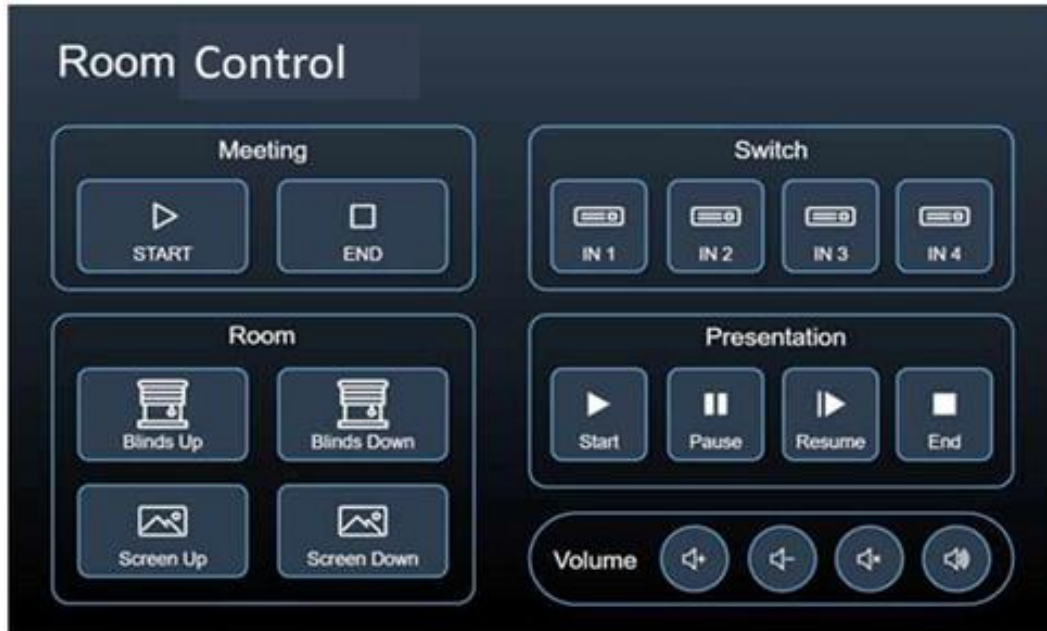 Room Control
Meeting
START
END
Switch
IN 1
IN 2
IN 3
IN 4
Room
Blinds Up
Blinds Down
Screen Up
Screen Down
Presentation
Start
Pause
Resume
End
Volume